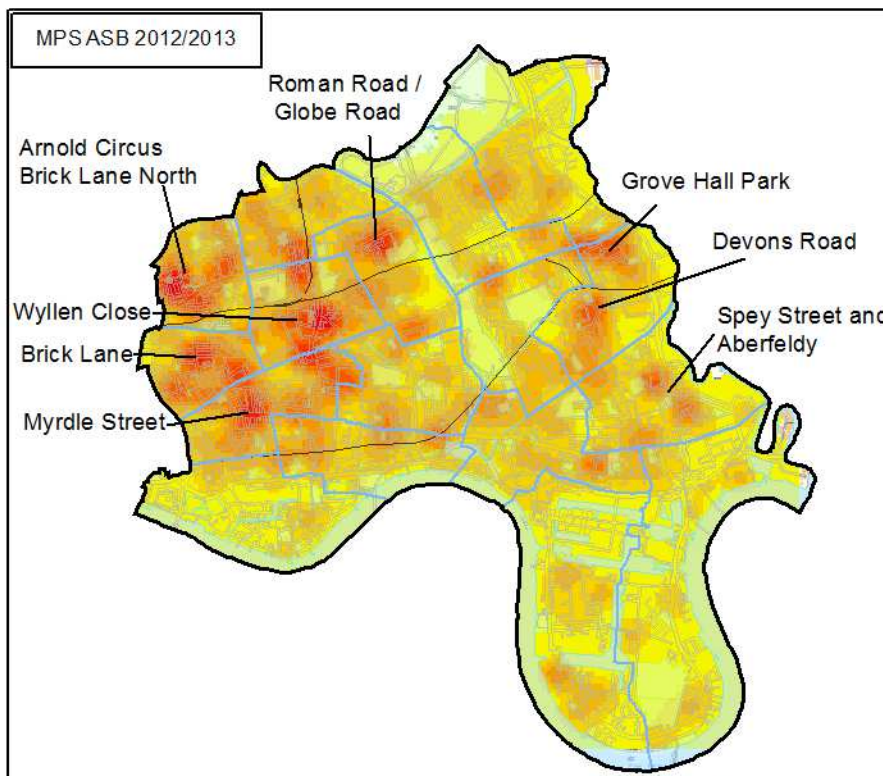 MPS ASB 2012/2013
Roman Road /
Globe Road
Arnold Circus
Brick Lane North
Grove Hall Park
Devons Road
Wyllen Close
Spey Street and
Aberfeldy
Brick Lane
Myrdle Street